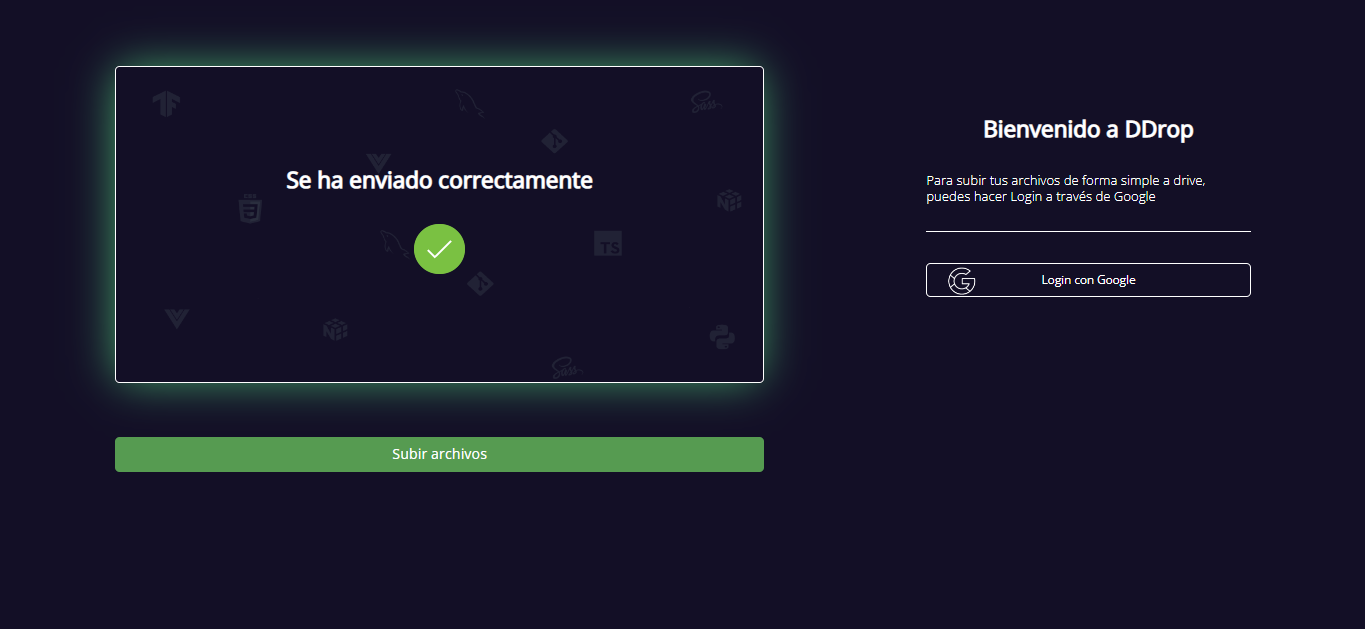 Se ha enviado correctamente
TS
Subir archivos
Bienvenido a DDrop
Para subir tus archivos de forma simple a drive,
puedes hacer Login a través de Google
Login con Google